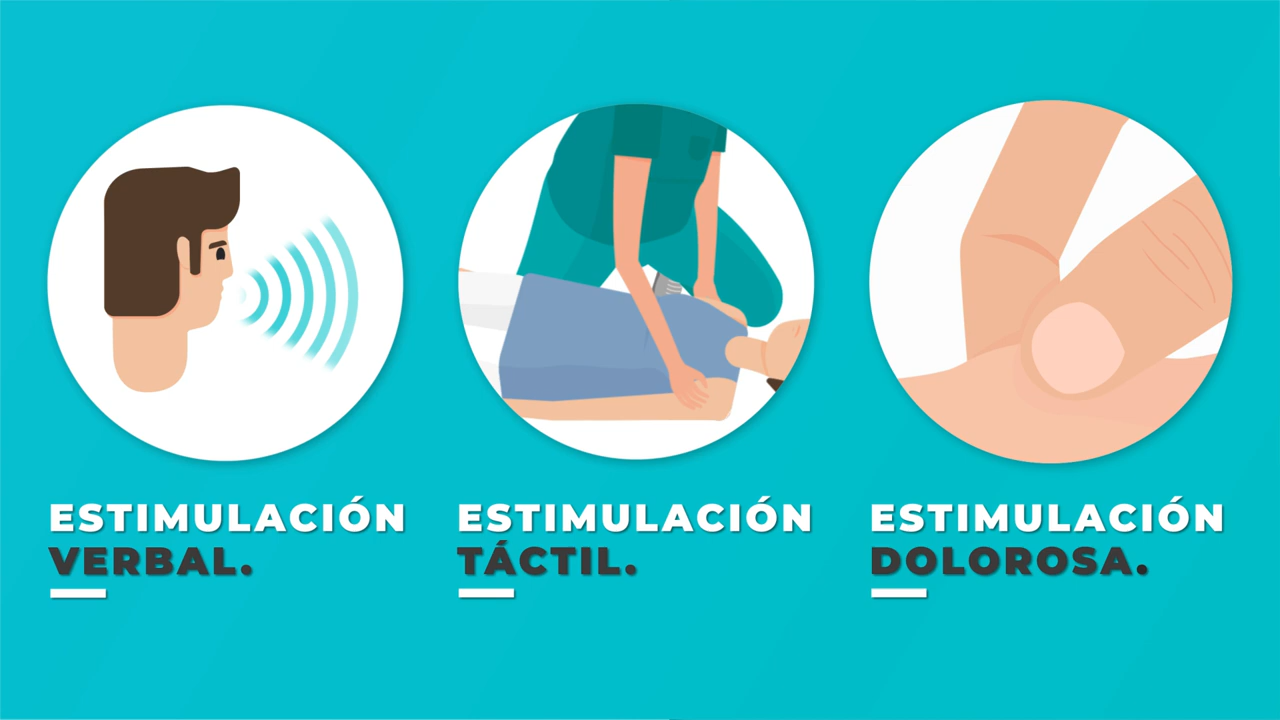 ESTIMULACIÓN
VERBAL.
ESTIMULACIÓN
TÁCTIL.
ESTIMULACIÓN
DOLOROSA.